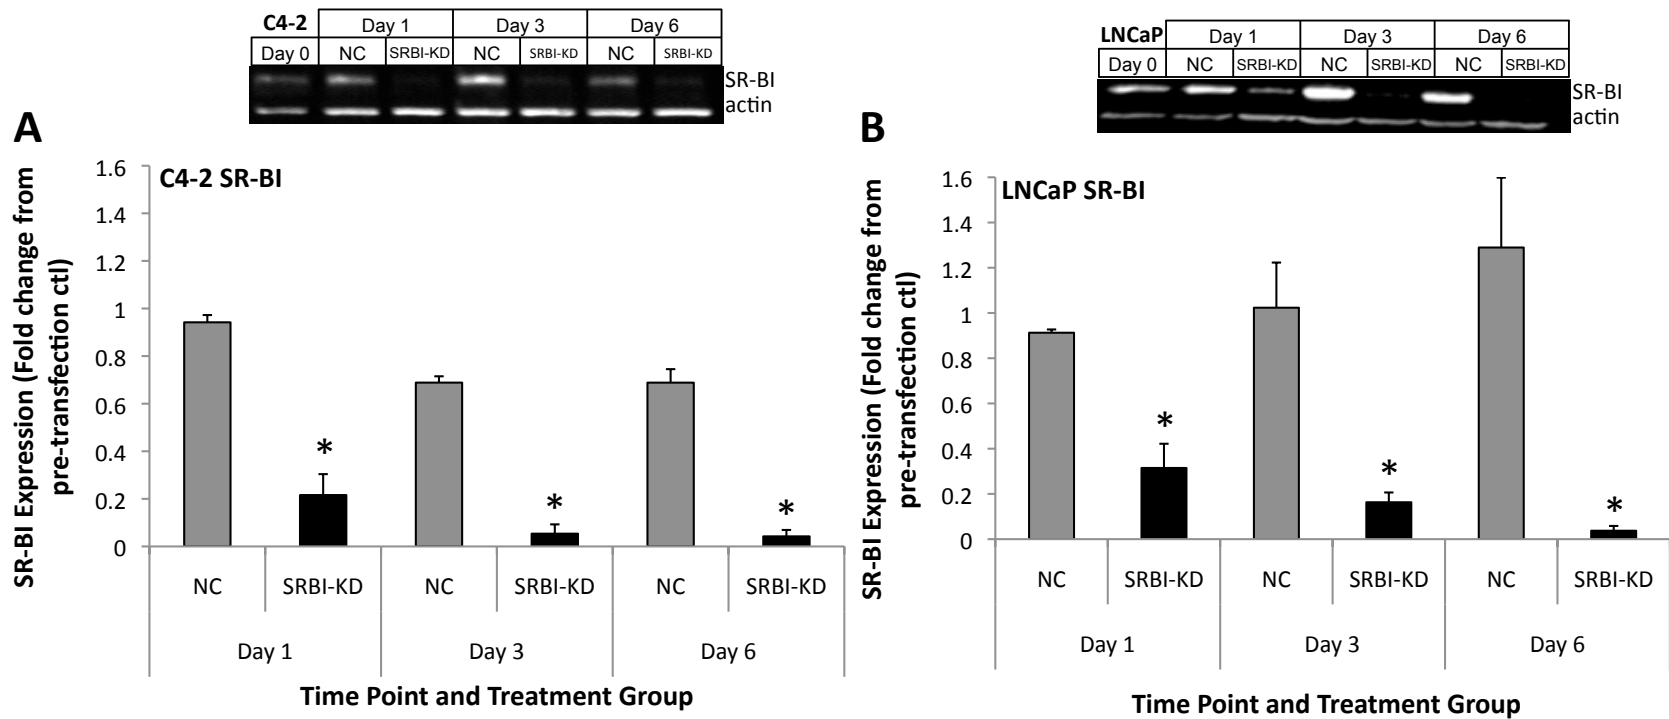 C4-2 Day 1 Day 3 Day 6
Day 0 NC SRBI-KD NC SRBI-KD NC SRBI-KD
SR-BI
actin
A
C4-2 SR-BI
SR-BI Expression (Fold change from
pre-transfection ctl)
1.6
1.4
1.2
1
0.8
0.6
0.4
0.2
0
* * *
NC SRBI-KD NC SRBI-KD NC SRBI-KD
Day 1 Day 3 Day 6
Time Point and Treatment Group
LNCaP Day 1 Day 3 Day 6
Day 0 NC SRBI-KD NC SRBI-KD NC SRBI-KD
SR-BI
actin
B
LNCaP SR-BI
SR-BI Expression (Fold change from
pre-transfection ctl)
1.6
1.4
1.2
1
0.8
0.6
0.4
0.2
0
* * *
NC SRBI-KD NC SRBI-KD NC SRBI-KD
Day 1 Day 3 Day 6
Time Point and Treatment Group